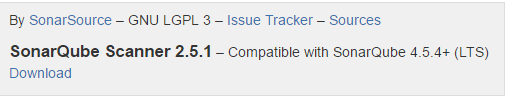 By SonarSource – GNU LGPL 3 – Issue Tracker – Sources
SonarQube Scanner 2.5.1 – Compatible with SonarQube 4.5.4+ (LTS)
Download